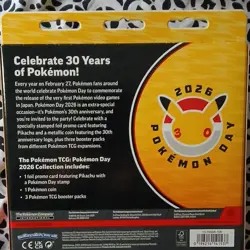 Celebrate 30 Years
of Pokémon!
Every year on February 27, Pokémon fans around the
world celebrate Pokémon Day to commemorate
the release of the very first Pokémon video games
in Japan. Pokémon Day 2026 is an extra-special
occasion—it's Pokémon's 30th anniversary, and
you're invited to the party! Celebrate with a
specially stamped foil promo card featuring
Pikachu and a metallic coin featuring the 30th
anniversary logo, plus three booster packs from
different Pokémon TCG expansions.
The Pokémon TCG: Pokémon Day
2026 Collection includes:
• 1 foil promo card featuring Pikachu with
a Pokémon Day stamp
• 1 Pokémon coin
• 3 Pokémon TCG booster packs
2026
30
POKÉMON DAY